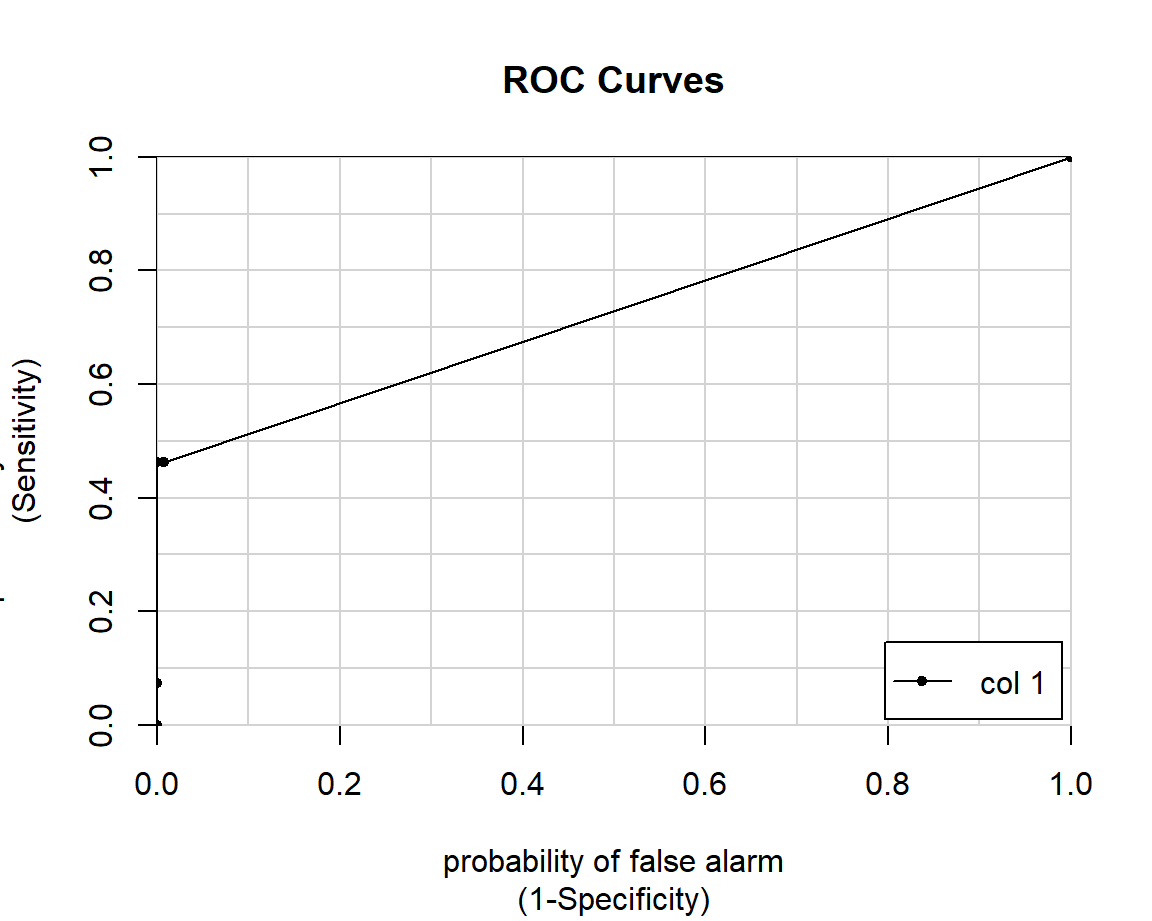 ROC Curves
(Sensitivity)
1.0
0.8
0.6
0.4
0.2
0.0
col 1
0.0 0.2 0.4 0.6 0.8 1.0
probability of false alarm
(1-Specificity)